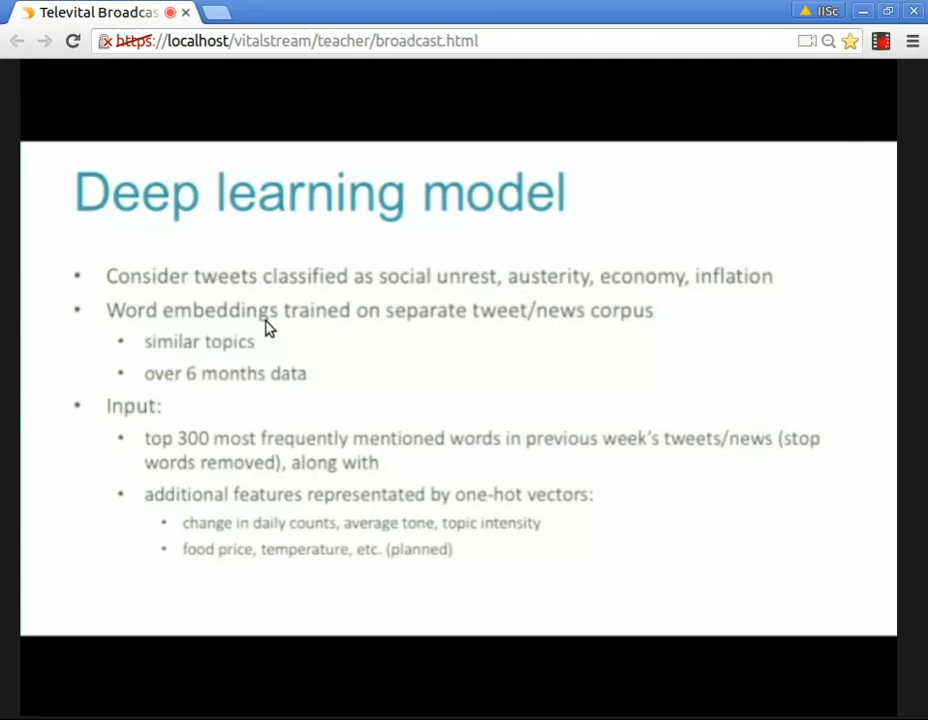 Televital Broadcas
IISc
https://localhost/vitalstream/teacher/broadcast.html
Deep learning model
• Consider tweets classified as social unrest, austerity, economy, inflation
• Word embeddings trained on separate tweet/news corpus
• similar topics
• over 6 months data
• Input:
• top 300 most frequently mentioned words in previous week's tweets/news (stop
words removed), along with
• additional features representated by one-hot vectors:
• change in daily counts, average tone, topic intensity
• food price, temperature, etc. (planned)